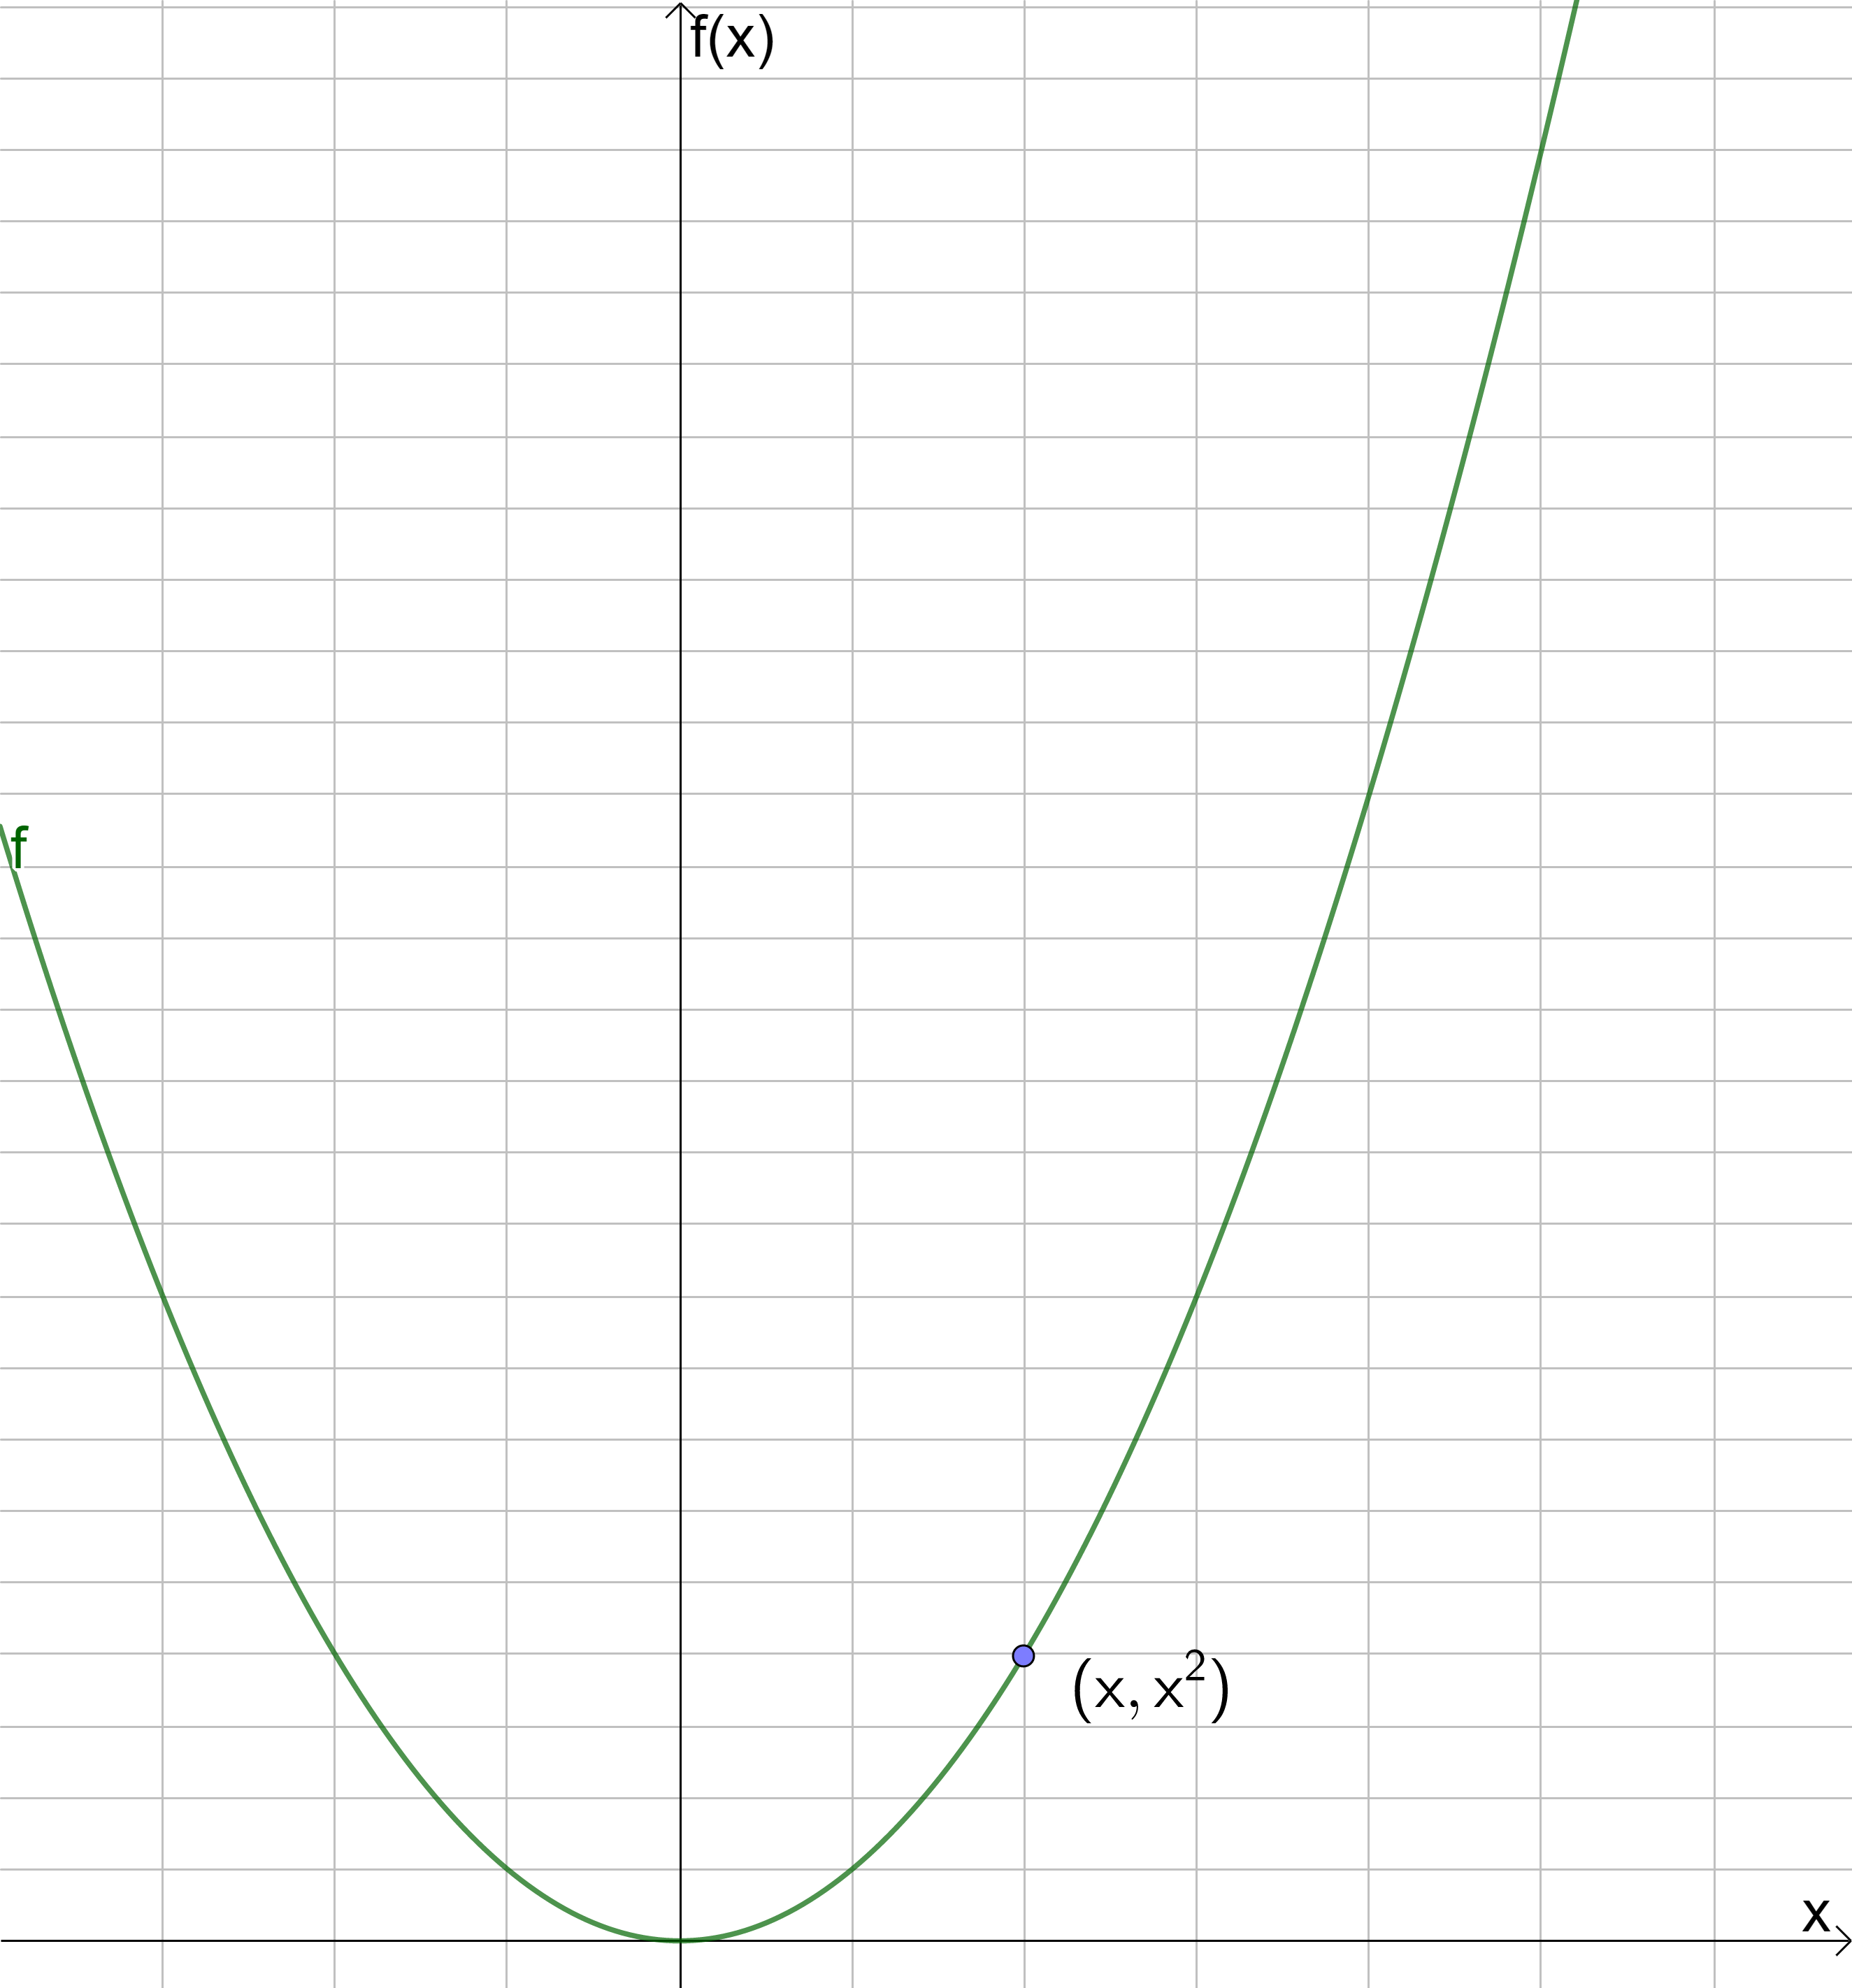 f(x)
f
(x, x²)
x